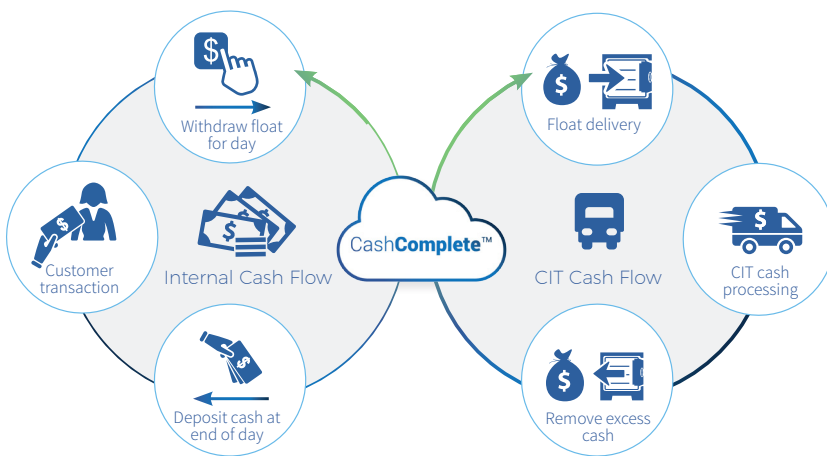 Withdraw float
for day
Customer
transaction
Internal Cash Flow
Deposit cash at
end of day
CashComplete™
Float delivery
CIT Cash Flow
CIT cash
processing
Remove excess
cash
$
$
$
$
$
$
$